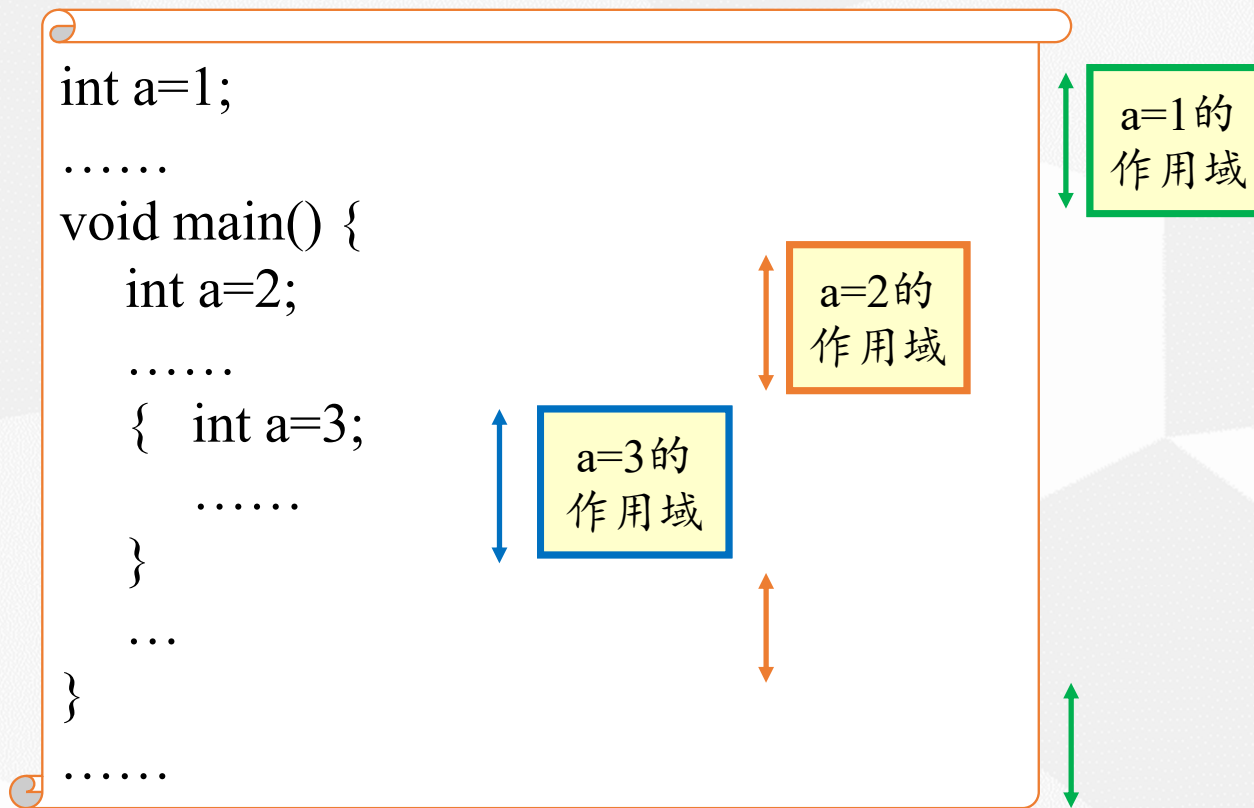 int a=1;
……
void main() {
int a=2;
……
{ int a=3;
……
}
…
}
……
a=1的
作用域
a=2的
作用域
a=3的
作用域